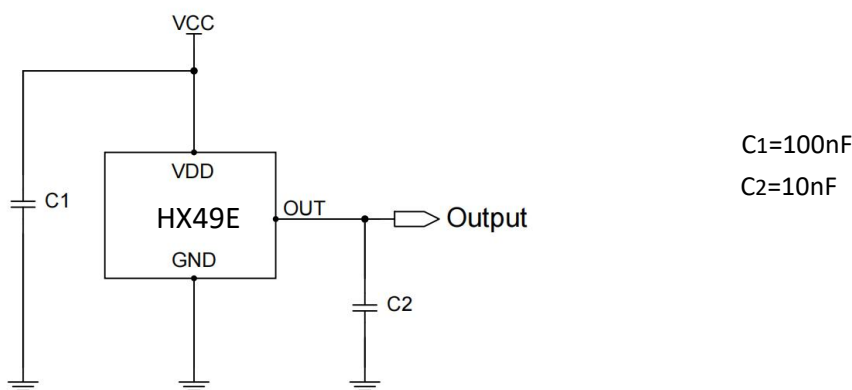 VCC
VDD
C1
HX49E
OUT
Output
GND
C2
C1=100nF
C2=10nF